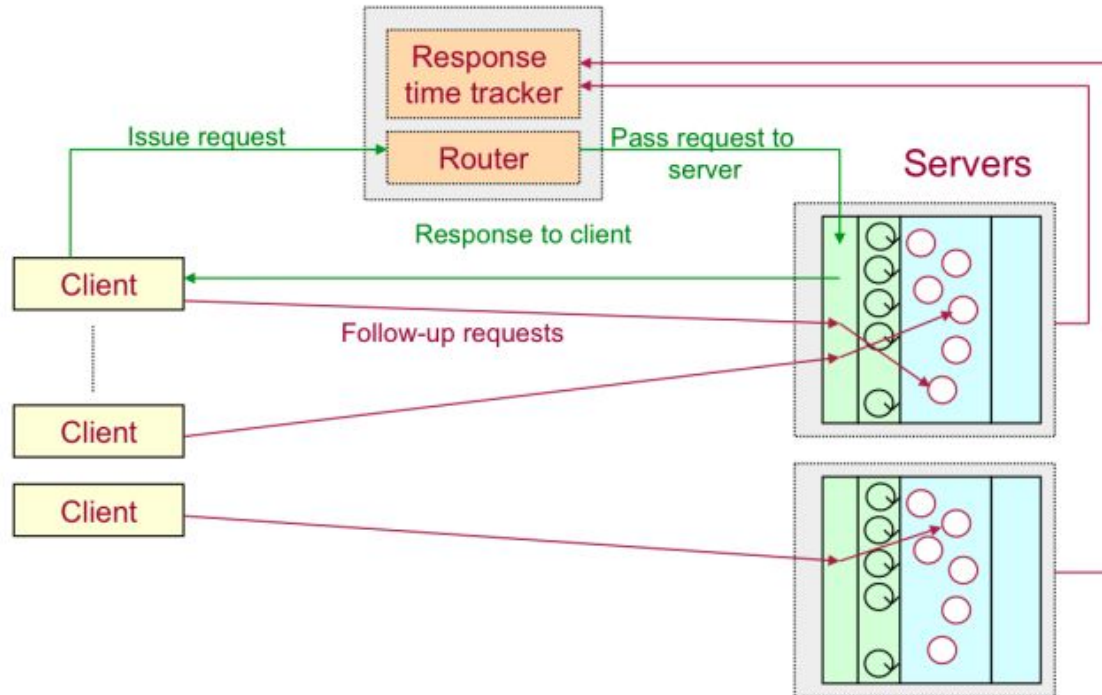 Response
time tracker
Issue request
Router
Pass request to
server
Servers
Response to client
Client
Follow-up requests
Client
Client